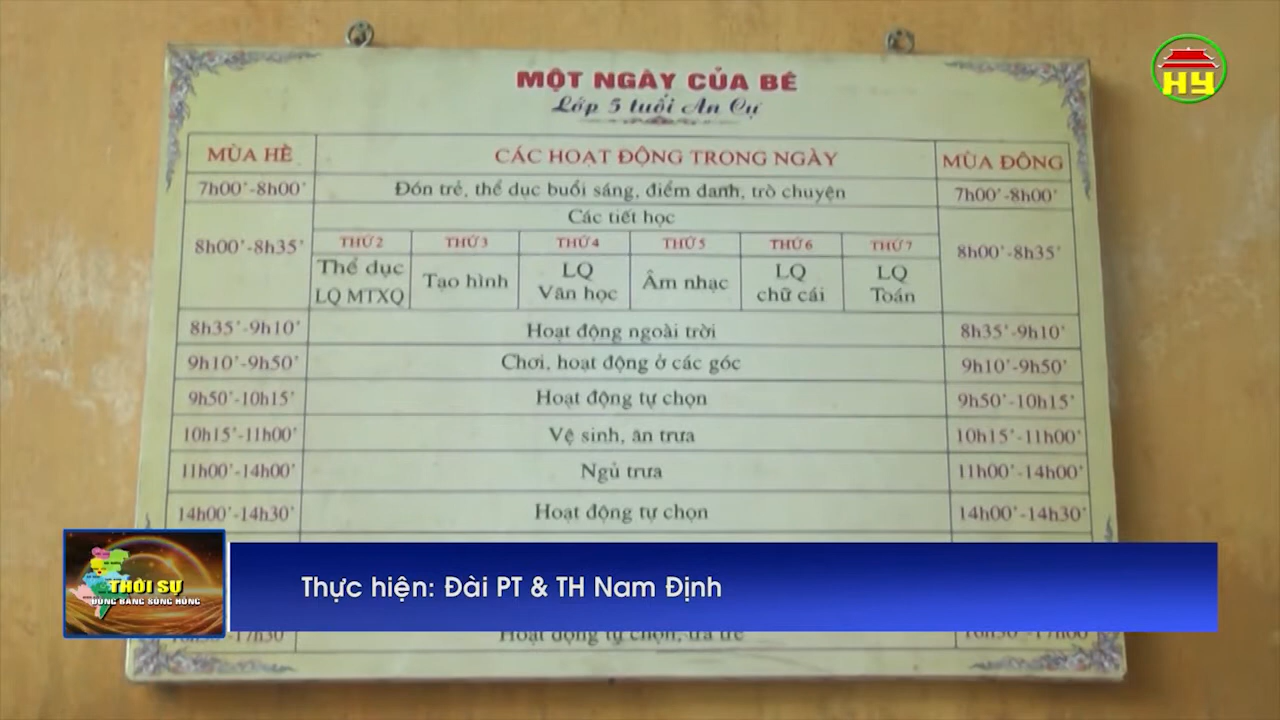 HY
MỘT NGÀY CỦA BÉ
Lớp 5 tuổi An Cự
MÙA HÈ CÁC HOẠT ĐỘNG TRONG NGÀY MÙA ĐÔNG
7h00'-8h00' Đón trẻ, thể dục buổi sáng, điểm danh, trò chuyện 7h00'-8h00'
Các tiết học
8h00'-8h35' THỨ 2 THỨ 3 THỨ 4 THỨ 5 THỨ 6 THỨ 7 8h00'-8h35'
Thể dục LQ MTXQ Tạo hình LQ Văn học Âm nhạc LQ chữ cái LQ Toán
8h35'-9h10' Hoạt động ngoài trời 8h35'-9h10'
9h10'-9h50' Chơi, hoạt động ở các góc 9h10'-9h50'
9h50'-10h15' Hoạt động tự chọn 9h50'-10h15'
10h15'-11h00' Vệ sinh, ăn trưa 10h15'-11h00'
11h00'-14h00' Ngủ trưa 11h00'-14h00'
14h00'-14h30' Hoạt động tự chọn 14h00'-14h30'
THỜI SỰ
ĐỒNG BẰNG SÔNG HỒNG
Thực hiện: Đài PT & TH Nam Định
Hoạt động tự chọn, trả trẻ